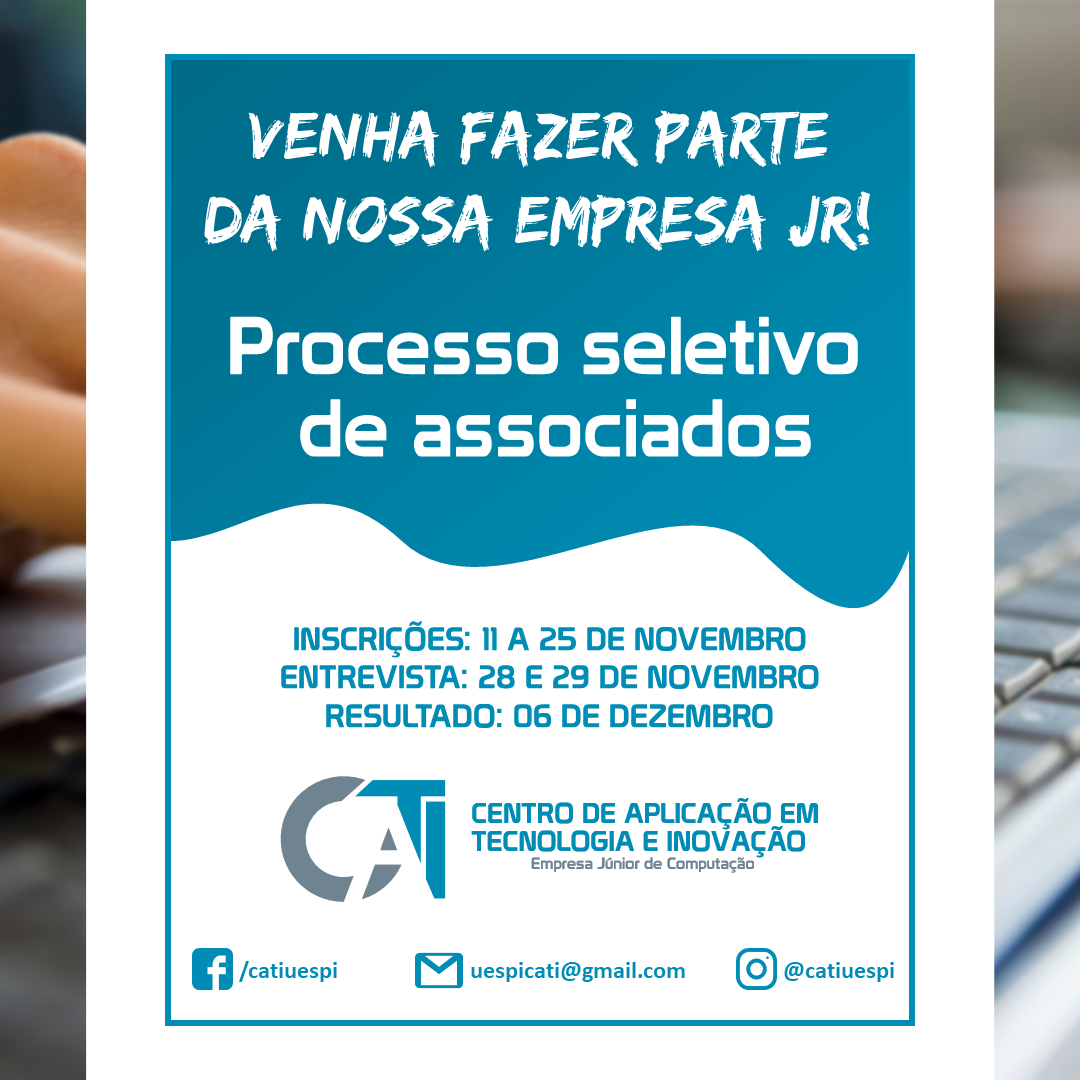 VENHA FAZER PARTE
DA NOSSA EMPRESA JR!
Processo seletivo
de associados
INSCRIÇÕES: 11 A 25 DE NOVEMBRO
ENTREVISTA: 28 E 29 DE NOVEMBRO
RESULTADO: 06 DE DEZEMBRO
CATI
CENTRO DE APLICAÇÃO EM
TECNOLOGIA E INOVAÇÃO
Empresa Júnior de Computação
/catiuespi
uespicati@gmail.com
@catiuespi